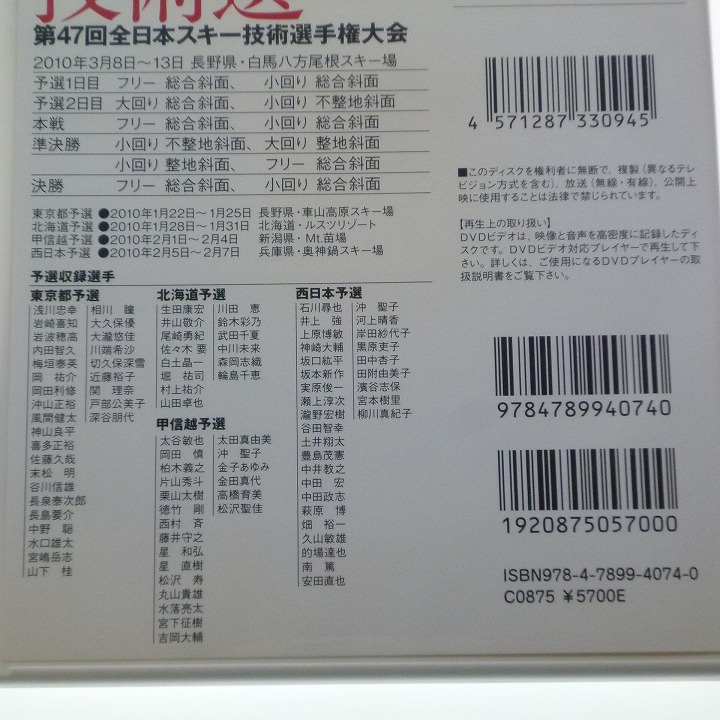 技術選
第47回全日本スキー技術選手権大会
2010年3月8日～13日 長野県・白馬八方尾根スキー場
予選1日目 フリー 総合斜面、 小回り 総合斜面
予選2日目 大回り 総合斜面、 小回り 不整地斜面
本戦 フリー 総合斜面、 小回り 総合斜面
準決勝 小回り 不整地斜面、 大回り 整地斜面
小回り 整地斜面、 フリー 総合斜面
決勝 フリー 総合斜面、 小回り 総合斜面
東京都予選 ●2010年1月22日～1月25日 長野県・車山高原スキー場
北海道予選 ●2010年1月28日～1月31日 北海道・ルスツリゾート
甲信越予選 ●2010年2月1日～2月4日 新潟県・Mt.苗場
西日本予選 ●2010年2月5日～2月7日 兵庫県・奥神鍋スキー場
予選収録選手
東京都予選
浅川忠幸 相川 瞳
岩崎喜知 大久保優
岩波穂高 大瀧悠佳
内田智久 川端希沙
梅垣泰英 切久保深雪
岡 祐介 近藤裕子
岡田利修 関 理奈
沖山正裕 戸部公美子
風間健太 深谷朋代
神山良平
喜多正裕
佐藤久哉
末松 明
谷川信雄
長泉泰次郎
長島要介
中野 聡
水口雄太
宮嶋岳志
山下 桂
北海道予選
生田康宏 川田 恵
井山敬介 鈴木彩乃
尾崎勇紀 武田千夏
佐々木 要 中川未来
白土晶一 森岡志織
堀 祐司 輪島千恵
村上祐介
山田卓也
甲信越予選
太谷敏也 太田真由美
岡田 慎 沖 聖子
柏木義之 金子あゆみ
片山秀斗 金田真代
栗山太樹 高橋育美
徳竹 剛 松沢聖佳
西村 斉
藤井守之
星 和弘
星 直樹
松沢 寿
丸山貴雄
水落亮太
宮下征樹
吉岡大輔
西日本予選
石川尋也 沖 聖子
井上 強 河上晴香
上原博敏 岸田紗代子
神崎大輔 黒原吏子
坂口紘平 田中杏子
坂本新作 田附由美子
実原俊一 濱谷志保
瀬上淳次 宮本樹里
瀧野宏樹 柳川真紀子
谷田智幸
土井翔太
豊島茂憲
中井教之
中田 宏
中田政志
萩原 博
畑 裕一
久山敏雄
的場達也
南 篤
安田直也
4 571287 330945
■このディスクを権利者に無断で、複製（異なるテレ
ビジョン方式を含む）、放送（無線・有線）、公開上
映に使用することは法律で禁じられています。
【再生上の取り扱い】
DVDビデオは、映像と音声を高密度に記録したディ
スクです。DVDビデオ対応プレイヤーで再生して下
さい。詳しくは、ご使用になるDVDプレイヤーの取
扱説明書をご覧下さい。
9784789940740
1920875057000
ISBN978-4-7899-4074-0
C0875 ¥5700E